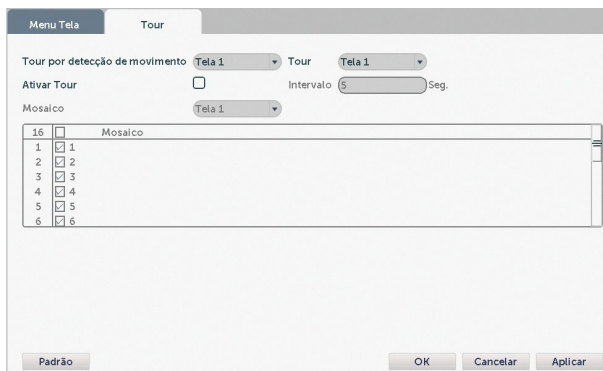 Menu Tela Tour
Tour por detecção de movimento Tela 1 Tour Tela 1
Ativar Tour Intervalo 5 Seg.
Mosaico Tela 1
16 Mosaico
1 1
2 2
3 3
4 4
5 5
6 6
Padrão OK Cancelar Aplicar